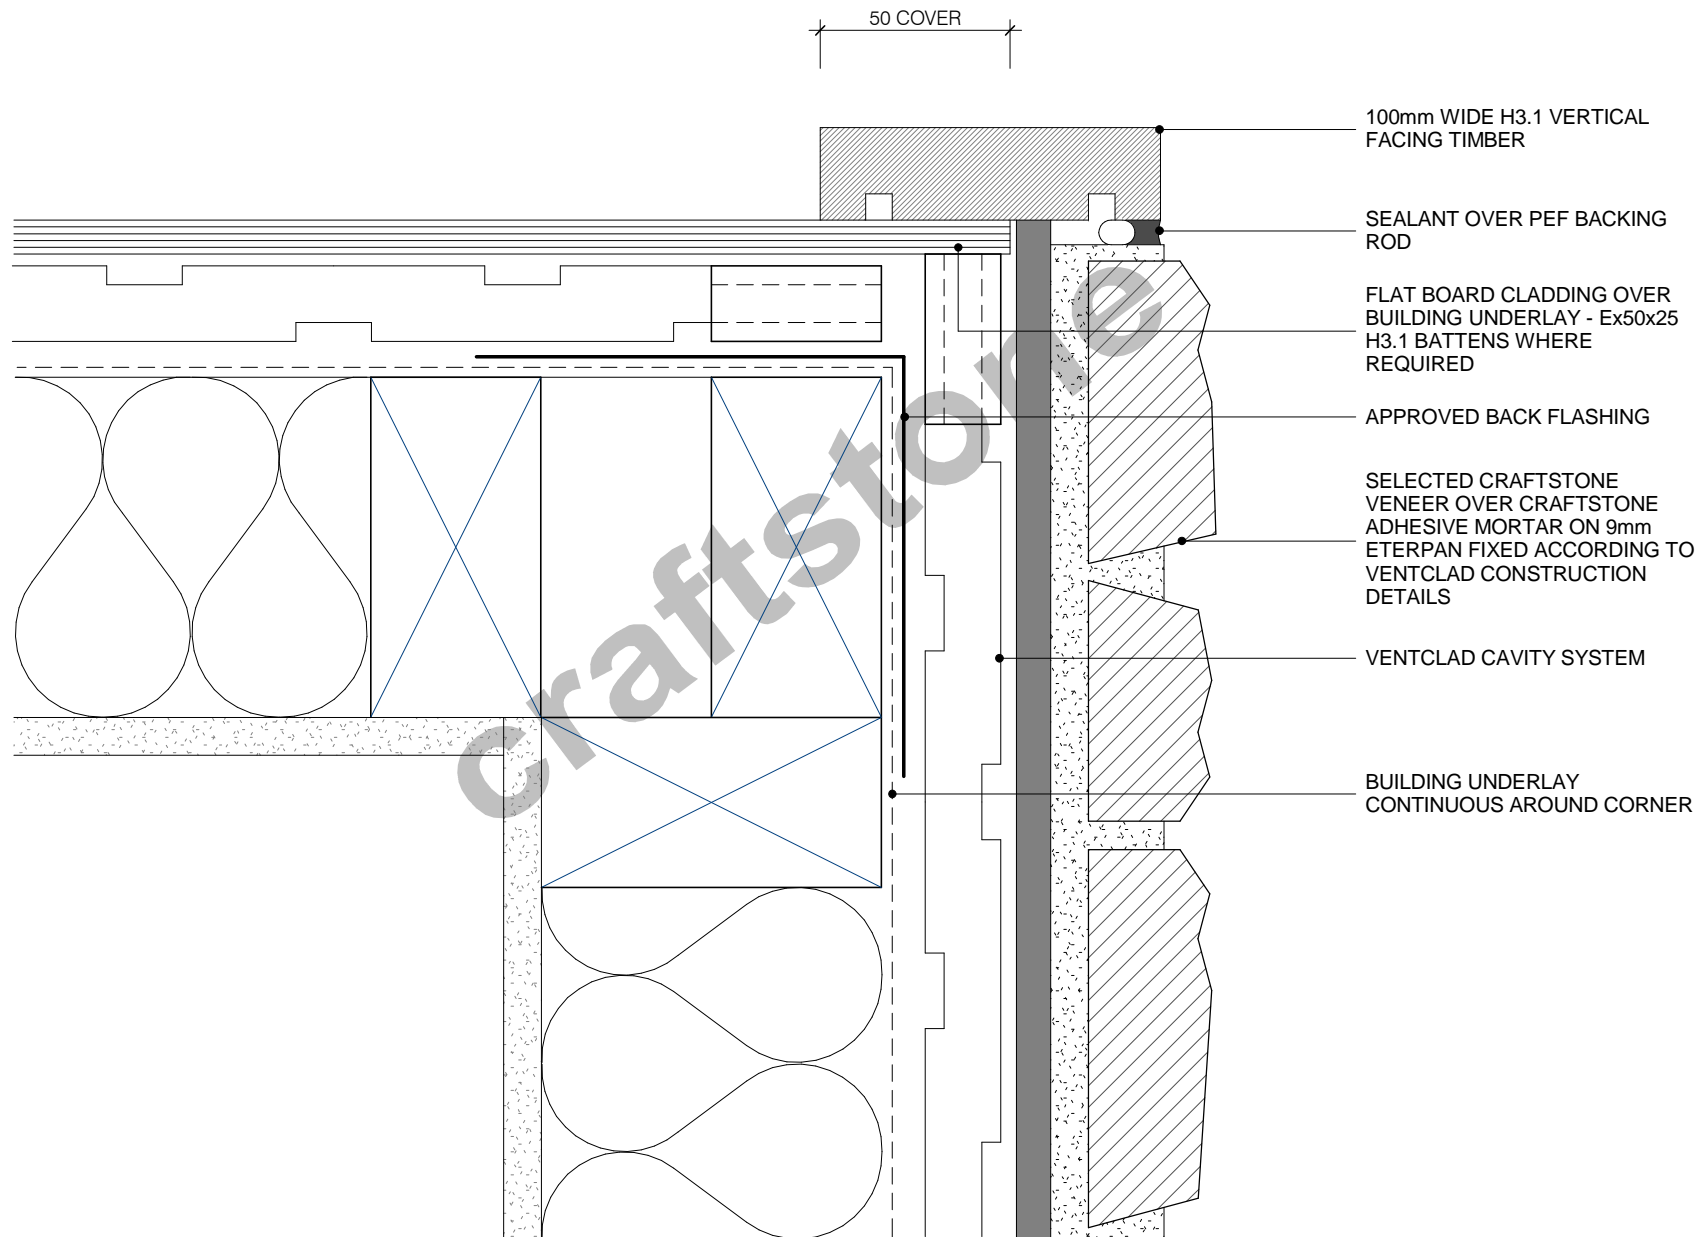 50 COVER
100mm WIDE H3.1 VERTICAL
FACING TIMBER
SEALANT OVER PEF BACKING
ROD
FLAT BOARD CLADDING OVER
BUILDING UNDERLAY - Ex50x25
H3.1 BATTENS WHERE
REQUIRED
APPROVED BACK FLASHING
SELECTED CRAFTSTONE
VENEER OVER CRAFTSTONE
ADHESIVE MORTAR ON 9mm
ETERPAN FIXED ACCORDING TO
VENTCLAD CONSTRUCTION
DETAILS
VENTCLAD CAVITY SYSTEM
BUILDING UNDERLAY
CONTINUOUS AROUND CORNER
craftstone